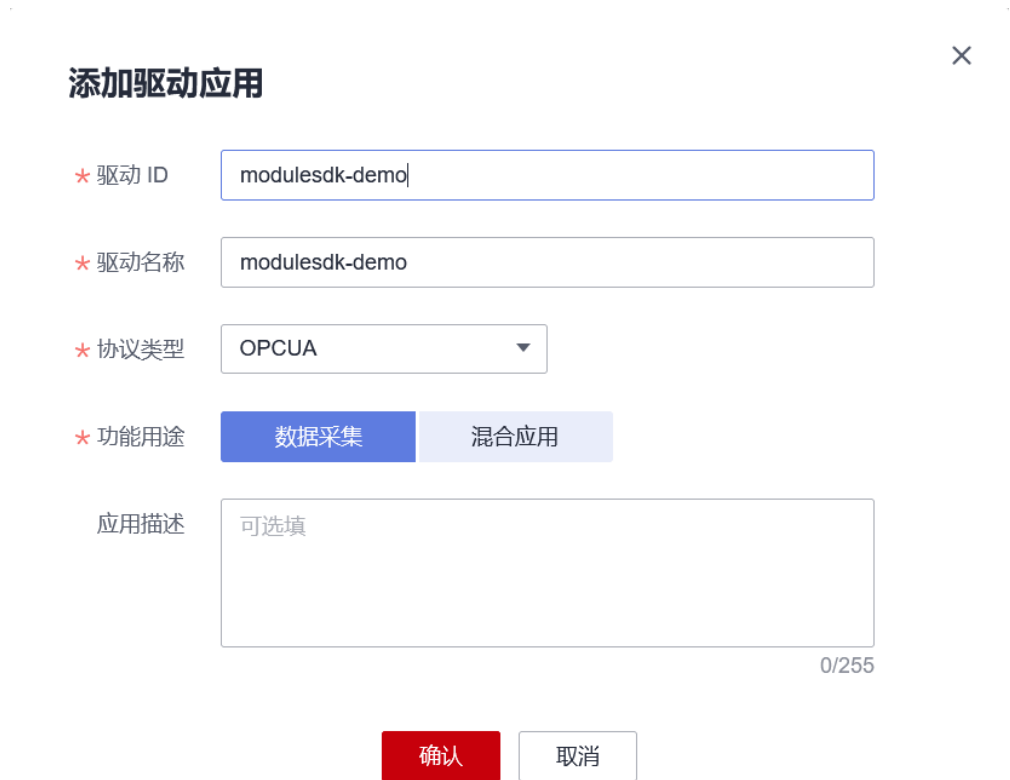 添加驱动应用
* 驱动 ID modulesdk-demo
* 驱动名称 modulesdk-demo
* 协议类型 OPCUA
* 功能用途 数据采集 混合应用
应用描述 可选填
0/255
确认 取消